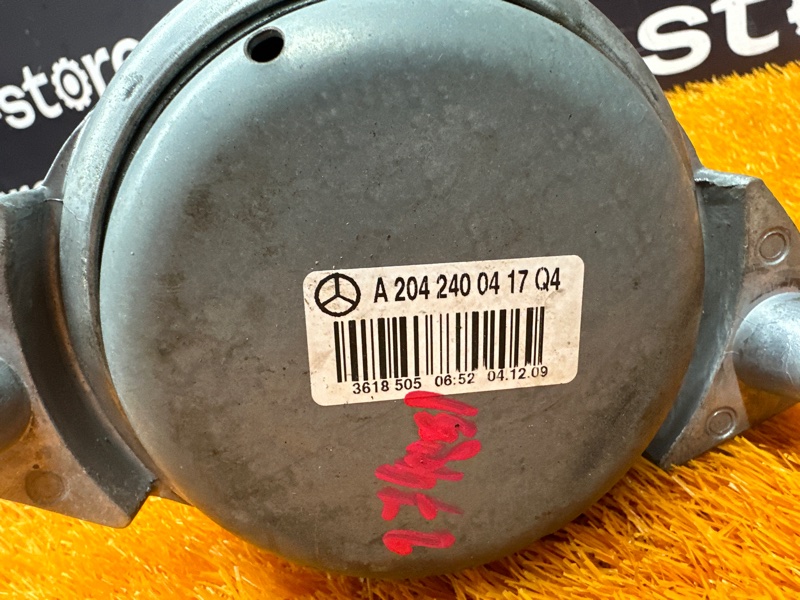 store
st
A 204 240 04 17 Q4
3618 505 06:52 04.12.09